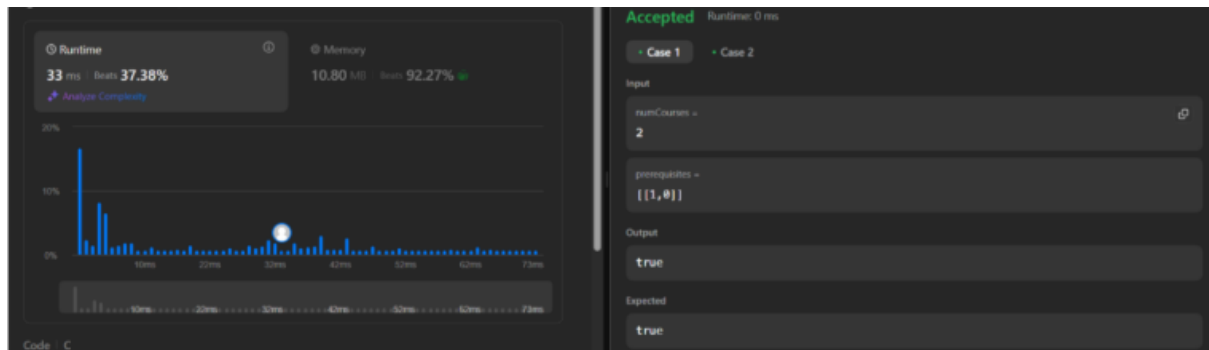 Runtime
33 ms | Beats 37.38%
Analyze Complexity
Memory
10.80 MB | Beats 92.27%
20%
10%
0%
10ms 22ms 32ms 42ms 52ms 62ms 73ms
10ms 22ms 32ms 42ms 52ms 62ms 73ms
Code | C
Accepted Runtime: 0 ms
• Case 1 • Case 2
Input
numCourses =
2
prerequisites =
[[1,0]]
Output
true
Expected
true